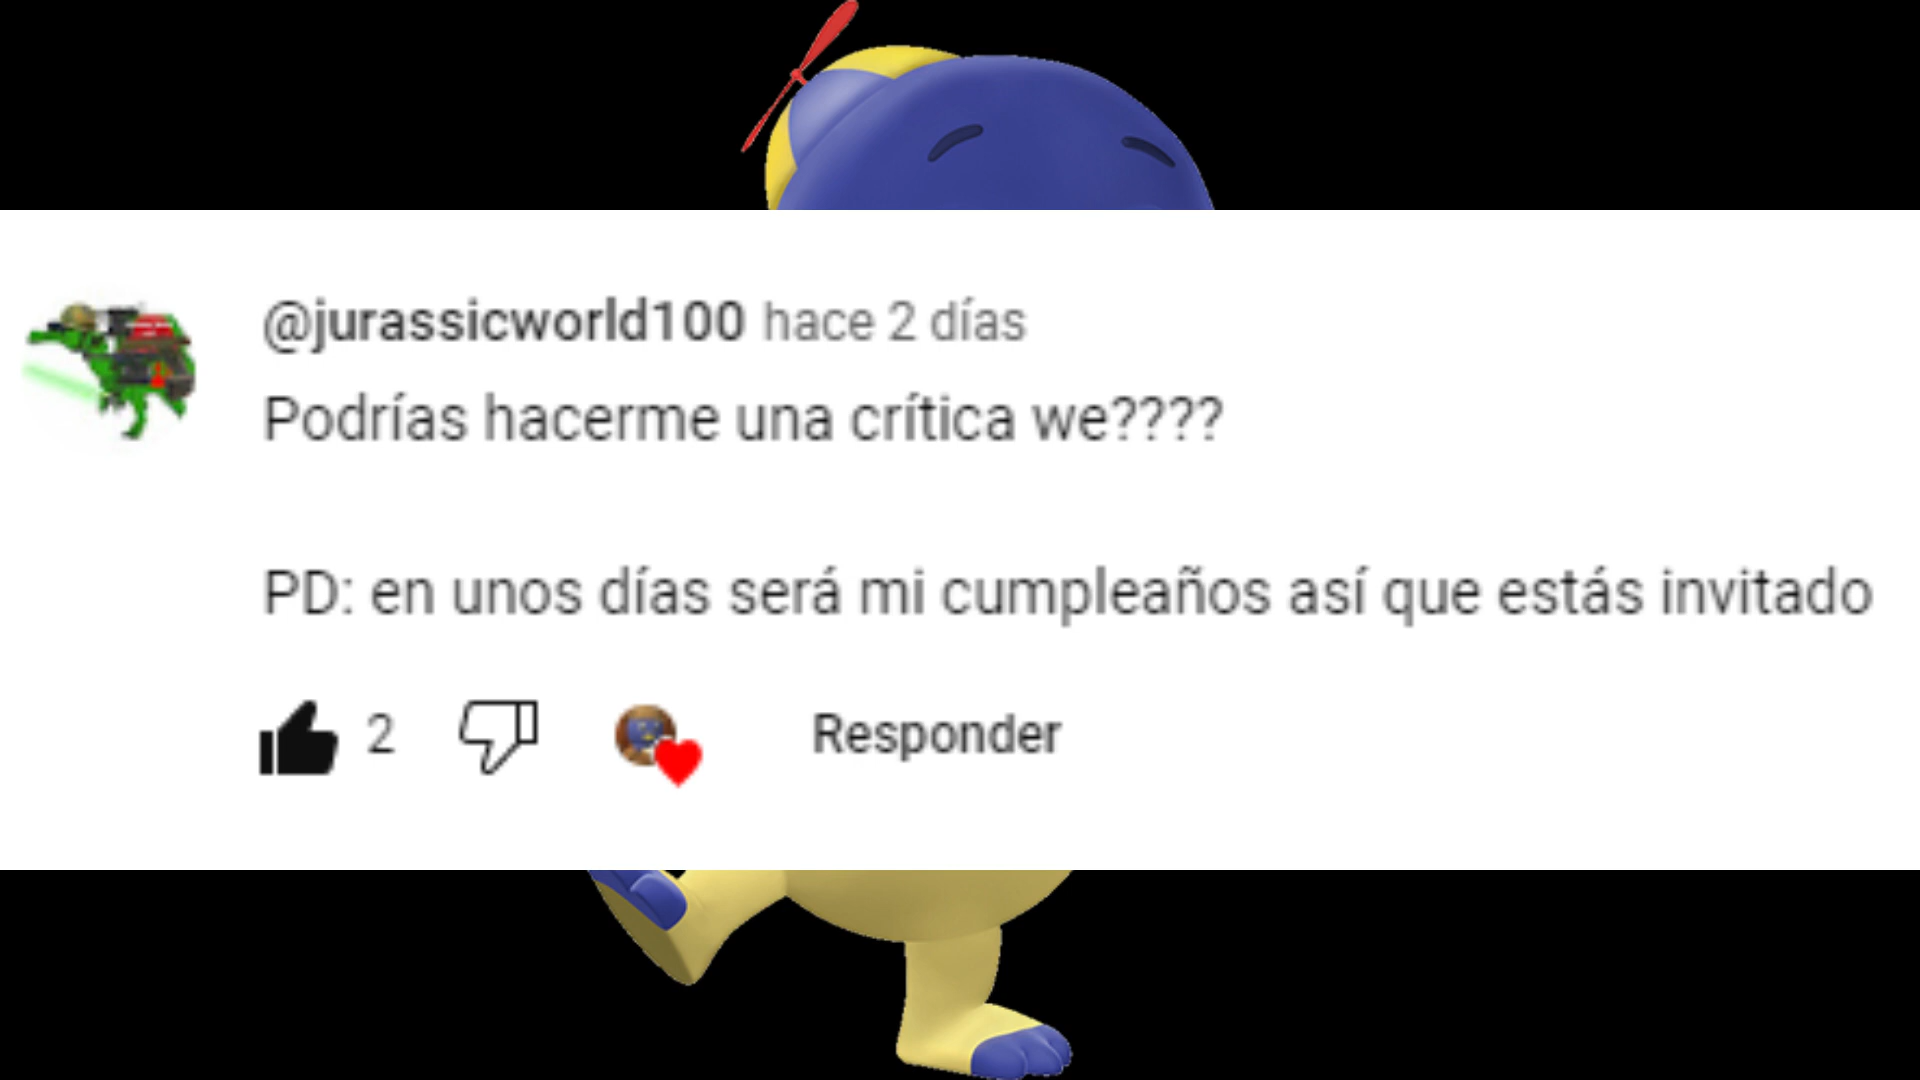 @jurassicworld100 hace 2 días
Podrías hacerme una crítica we????
PD: en unos días será mi cumpleaños así que estás invitado
2 Responder